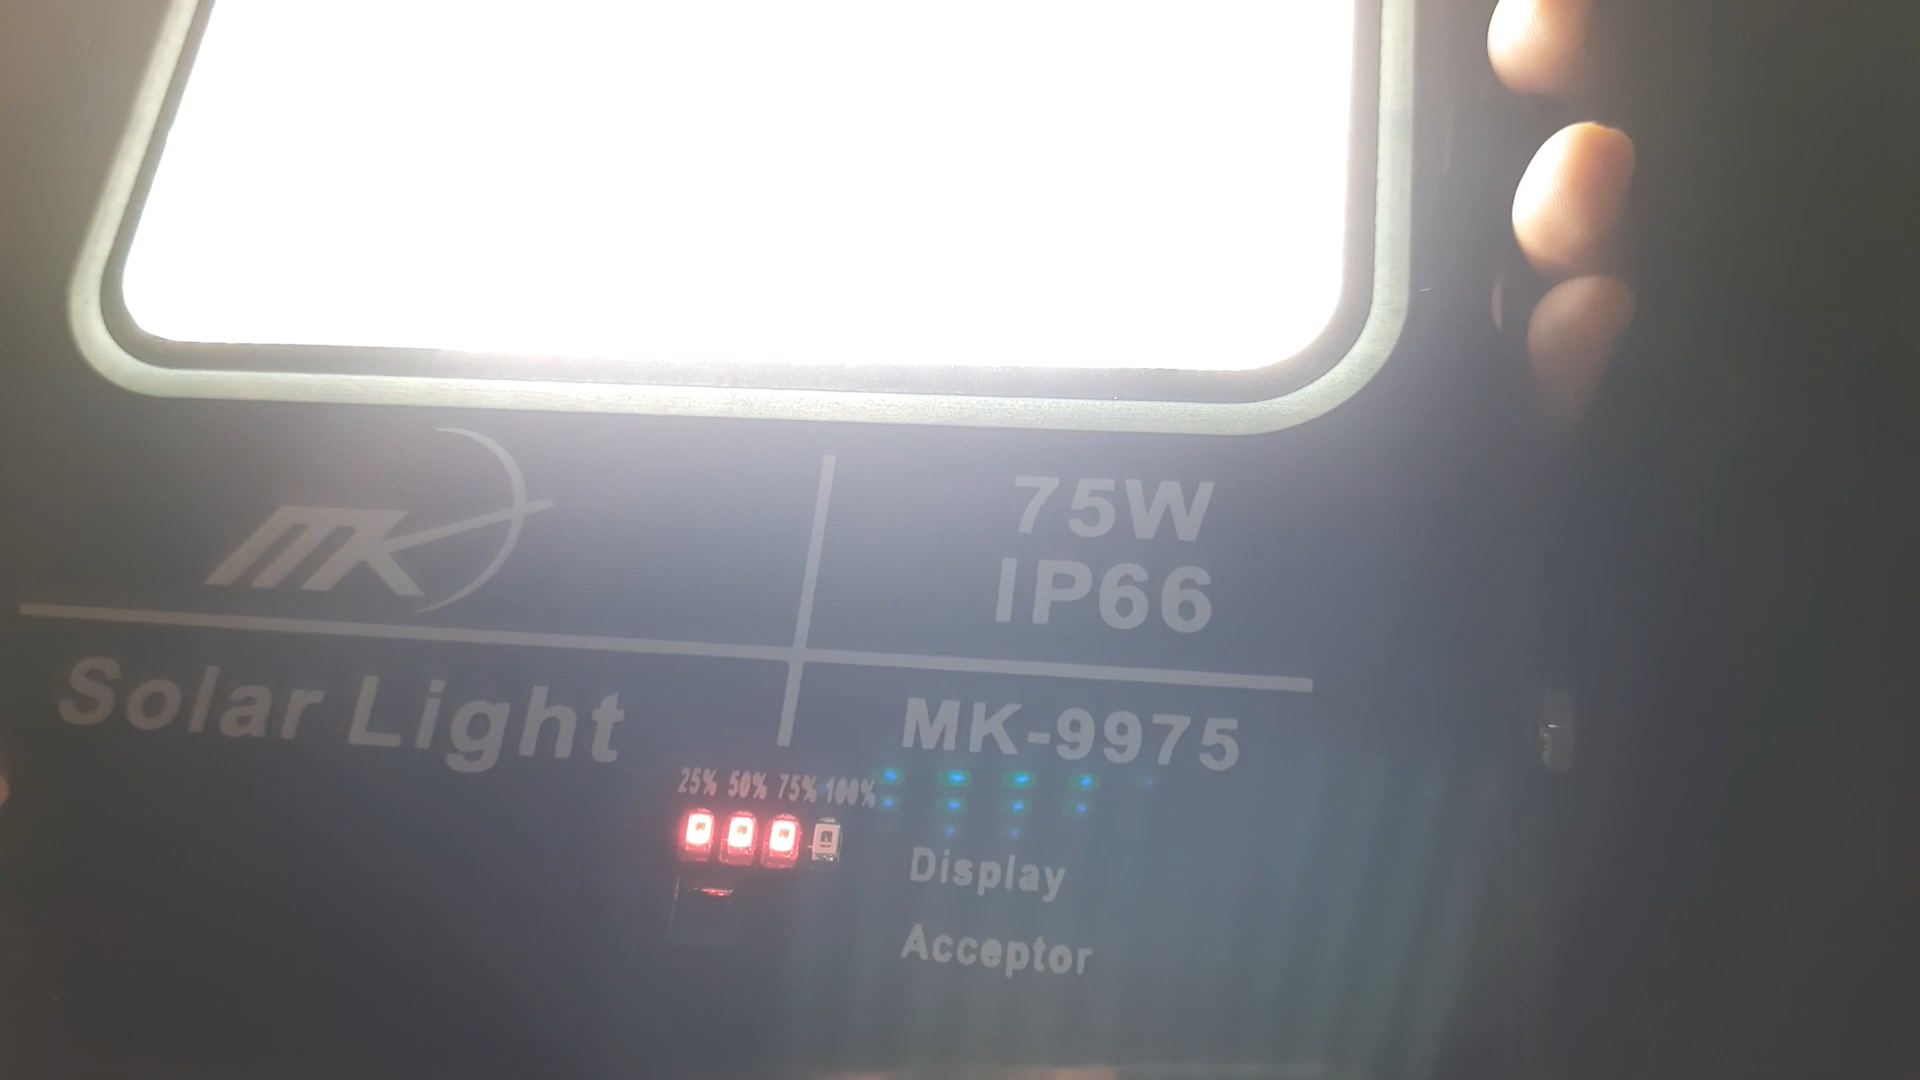 MK
75W
IP66
Solar Light
MK-9975
25% 50% 75% 100%
Display
Acceptor